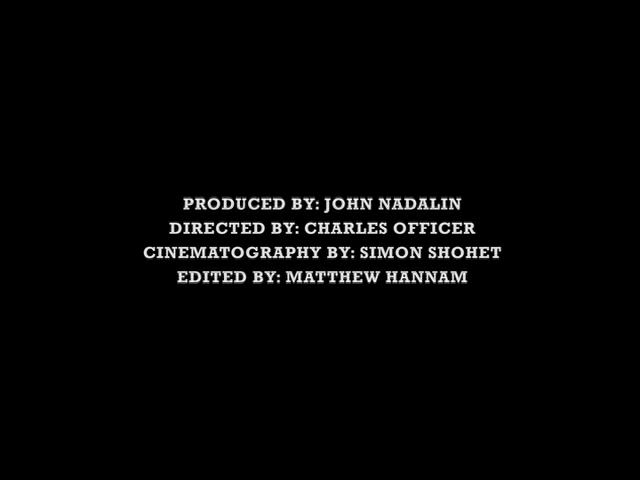 PRODUCED BY: JOHN NADALIN
DIRECTED BY: CHARLES OFFICER
CINEMATOGRAPHY BY: SIMON SHOHET
EDITED BY: MATTHEW HANNAM